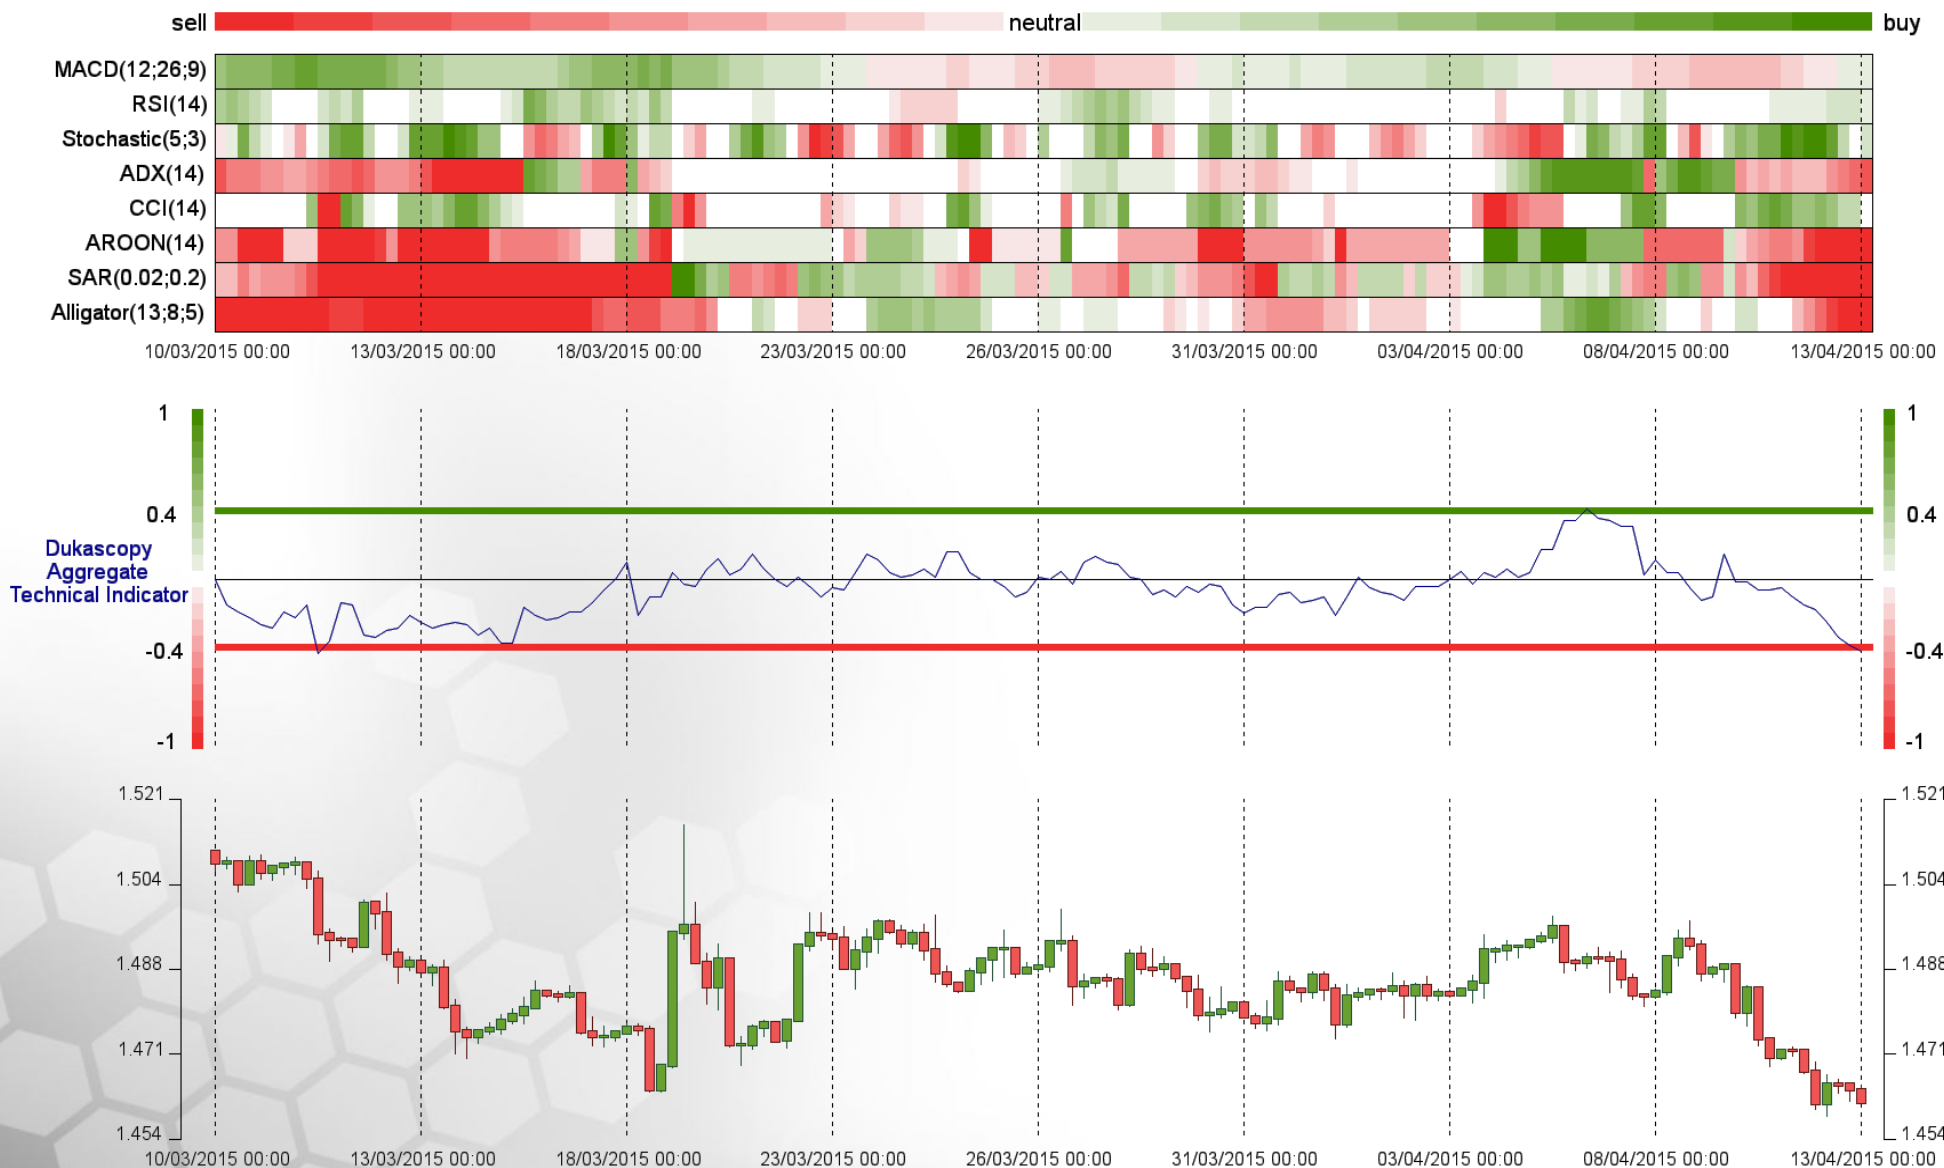 sell neutral buy
MACD(12;26;9)
RSI(14)
Stochastic(5;3)
ADX(14)
CCI(14)
AROON(14)
SAR(0.02;0.2)
Alligator(13;8;5)
10/03/2015 00:00 13/03/2015 00:00 18/03/2015 00:00 23/03/2015 00:00 26/03/2015 00:00 31/03/2015 00:00 03/04/2015 00:00 08/04/2015 00:00 13/04/2015 00:00
1 1
0.4 0.4
Dukascopy
Aggregate
Technical Indicator
-0.4 -0.4
-1 -1
1.521 1.521
1.504 1.504
1.488 1.488
1.471 1.471
1.454 1.454
10/03/2015 00:00 13/03/2015 00:00 18/03/2015 00:00 23/03/2015 00:00 26/03/2015 00:00 31/03/2015 00:00 03/04/2015 00:00 08/04/2015 00:00 13/04/2015 00:00